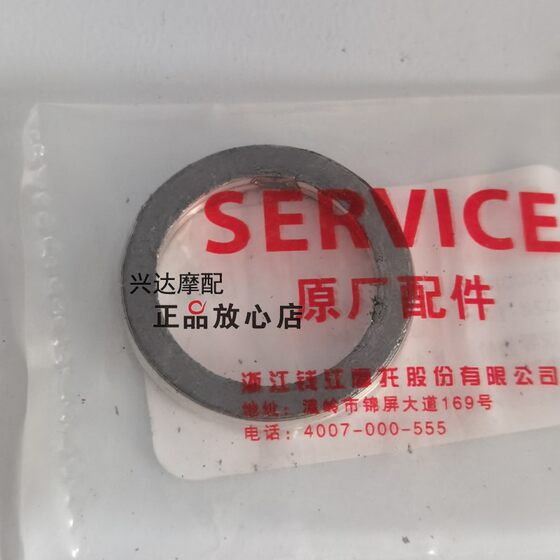 SERVICE
兴达摩配
正品放心店
原厂配件
浙江钱江摩托股份有限公司
地址：温岭市锦屏大道169号
电话：4007-000-555